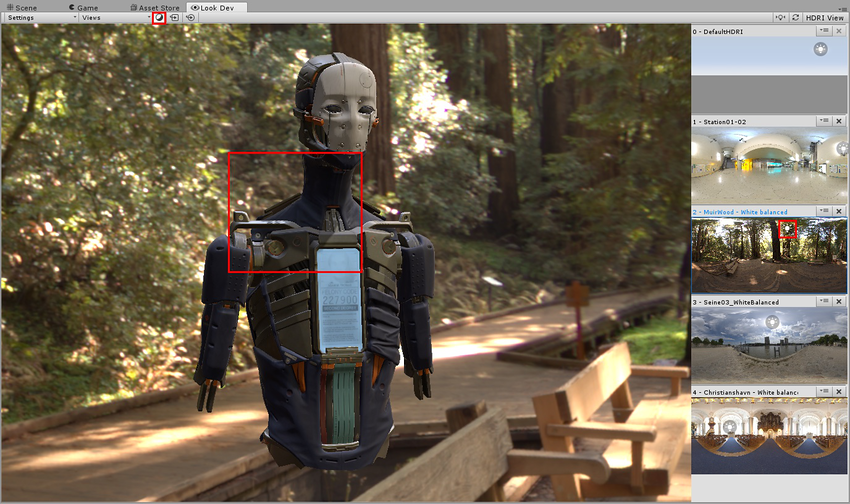 Scene
Game
Asset Store
Look Dev
Settings
Views
HDRI View
0 - DefaultHDRI
1 - Station01-02
2 - MuirWood - White balanced
3 - Seine03_WhiteBalanced
4 - Christianshavn - White balanc
227900